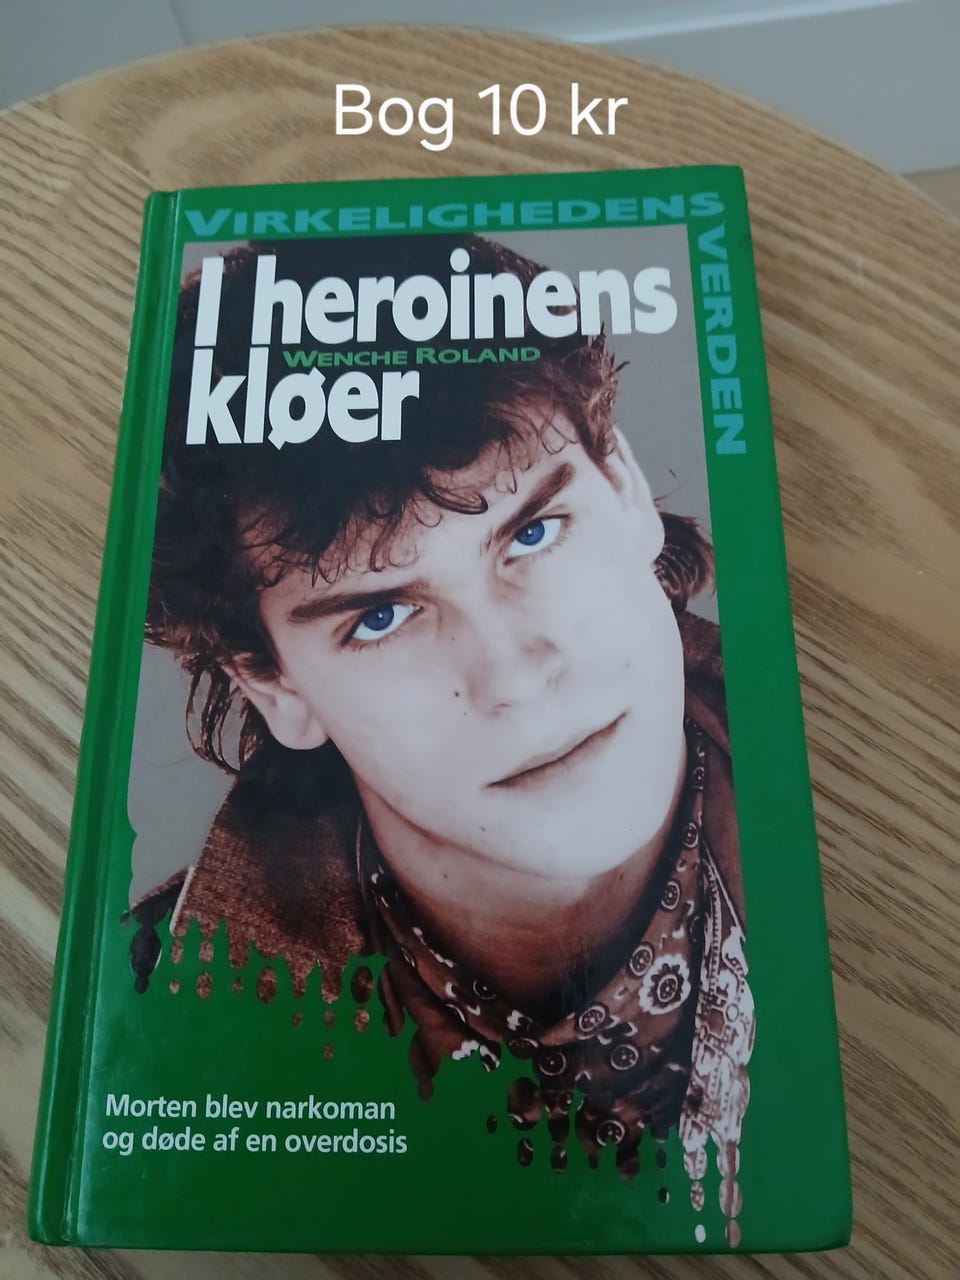 Bog 10 kr
VIRKELIGHEDENS
VERDEN
I heroinens
WENCHE ROLAND
kløer
Morten blev narkoman
og døde af en overdosis